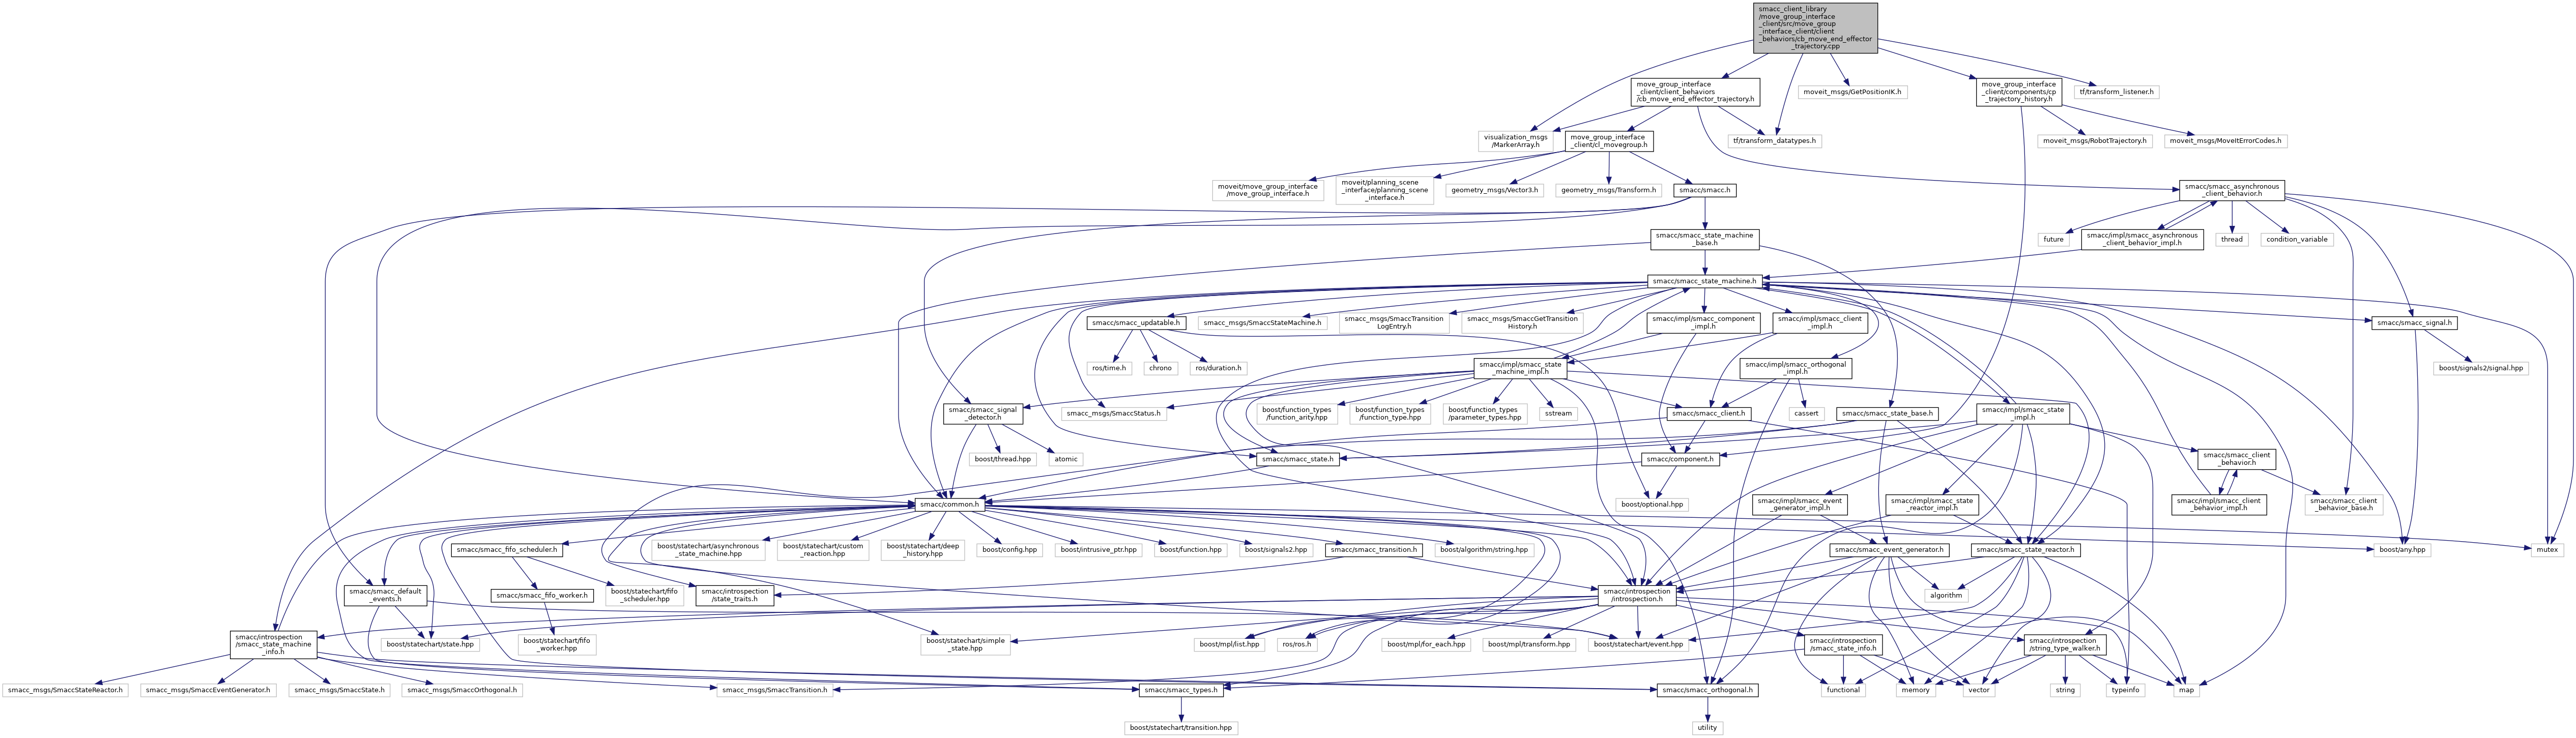 smacc_client_library
/move_group_interface
_client/src/move_group
_interface_client/client
_behaviors/cb_move_end_effector
_trajectory.cpp
move_group_interface
_client/client_behaviors
/cb_move_end_effector_trajectory.h
moveit_msgs/GetPositionIK.h
move_group_interface
_client/components/cp
_trajectory_history.h
tf/transform_listener.h
visualization_msgs
/MarkerArray.h
move_group_interface
_client/cl_movegroup.h
tf/transform_datatypes.h
moveit_msgs/RobotTrajectory.h
moveit_msgs/MoveItErrorCodes.h
moveit/move_group_interface
/move_group_interface.h
moveit/planning_scene
_interface/planning_scene
_interface.h
geometry_msgs/Vector3.h
geometry_msgs/Transform.h
smacc/smacc.h
smacc/smacc_asynchronous
_client_behavior.h
smacc/smacc_state_machine
_base.h
future
smacc/impl/smacc_asynchronous
_client_behavior_impl.h
thread
condition_variable
smacc/smacc_state_machine.h
smacc/smacc_updatable.h
smacc_msgs/SmaccStateMachine.h
smacc_msgs/SmaccTransition
LogEntry.h
smacc_msgs/SmaccGetTransition
History.h
smacc/impl/smacc_component
_impl.h
smacc/impl/smacc_client
_impl.h
smacc/smacc_signal.h
ros/time.h
chrono
ros/duration.h
smacc/impl/smacc_state
_machine_impl.h
smacc/impl/smacc_orthogonal
_impl.h
boost/signals2/signal.hpp
smacc/smacc_signal
_detector.h
smacc_msgs/SmaccStatus.h
boost/function_types
/function_arity.hpp
boost/function_types
/function_type.hpp
boost/function_types
/parameter_types.hpp
sstream
smacc/smacc_client.h
cassert
smacc/smacc_state_base.h
smacc/impl/smacc_state
_impl.h
boost/thread.hpp
atomic
smacc/smacc_state.h
smacc/component.h
smacc/smacc_client
_behavior.h
smacc/common.h
boost/optional.hpp
smacc/impl/smacc_event
_generator_impl.h
smacc/impl/smacc_state
_reactor_impl.h
smacc/impl/smacc_client
_behavior_impl.h
smacc/smacc_client
_behavior_base.h
smacc/smacc_fifo_scheduler.h
boost/statechart/asynchronous
_state_machine.hpp
boost/statechart/custom
_reaction.hpp
boost/statechart/deep
_history.hpp
boost/config.hpp
boost/intrusive_ptr.hpp
boost/function.hpp
boost/signals2.hpp
smacc/smacc_transition.h
boost/algorithm/string.hpp
smacc/smacc_event_generator.h
smacc/smacc_state_reactor.h
boost/any.hpp
mutex
smacc/smacc_default
_events.h
smacc/smacc_fifo_worker.h
boost/statechart/fifo
_scheduler.hpp
smacc/introspection
/state_traits.h
smacc/introspection
/introspection.h
algorithm
smacc/introspection
/smacc_state_machine
_info.h
boost/statechart/state.hpp
boost/statechart/fifo
_worker.hpp
boost/statechart/simple
_state.hpp
boost/mpl/list.hpp
ros/ros.h
boost/mpl/for_each.hpp
boost/mpl/transform.hpp
boost/statechart/event.hpp
smacc/introspection
/smacc_state_info.h
smacc/introspection
/string_type_walker.h
smacc_msgs/SmaccStateReactor.h
smacc_msgs/SmaccEventGenerator.h
smacc_msgs/SmaccState.h
smacc_msgs/SmaccOrthogonal.h
smacc_msgs/SmaccTransition.h
smacc/smacc_types.h
smacc/smacc_orthogonal.h
functional
memory
vector
string
typeinfo
map
boost/statechart/transition.hpp
utility